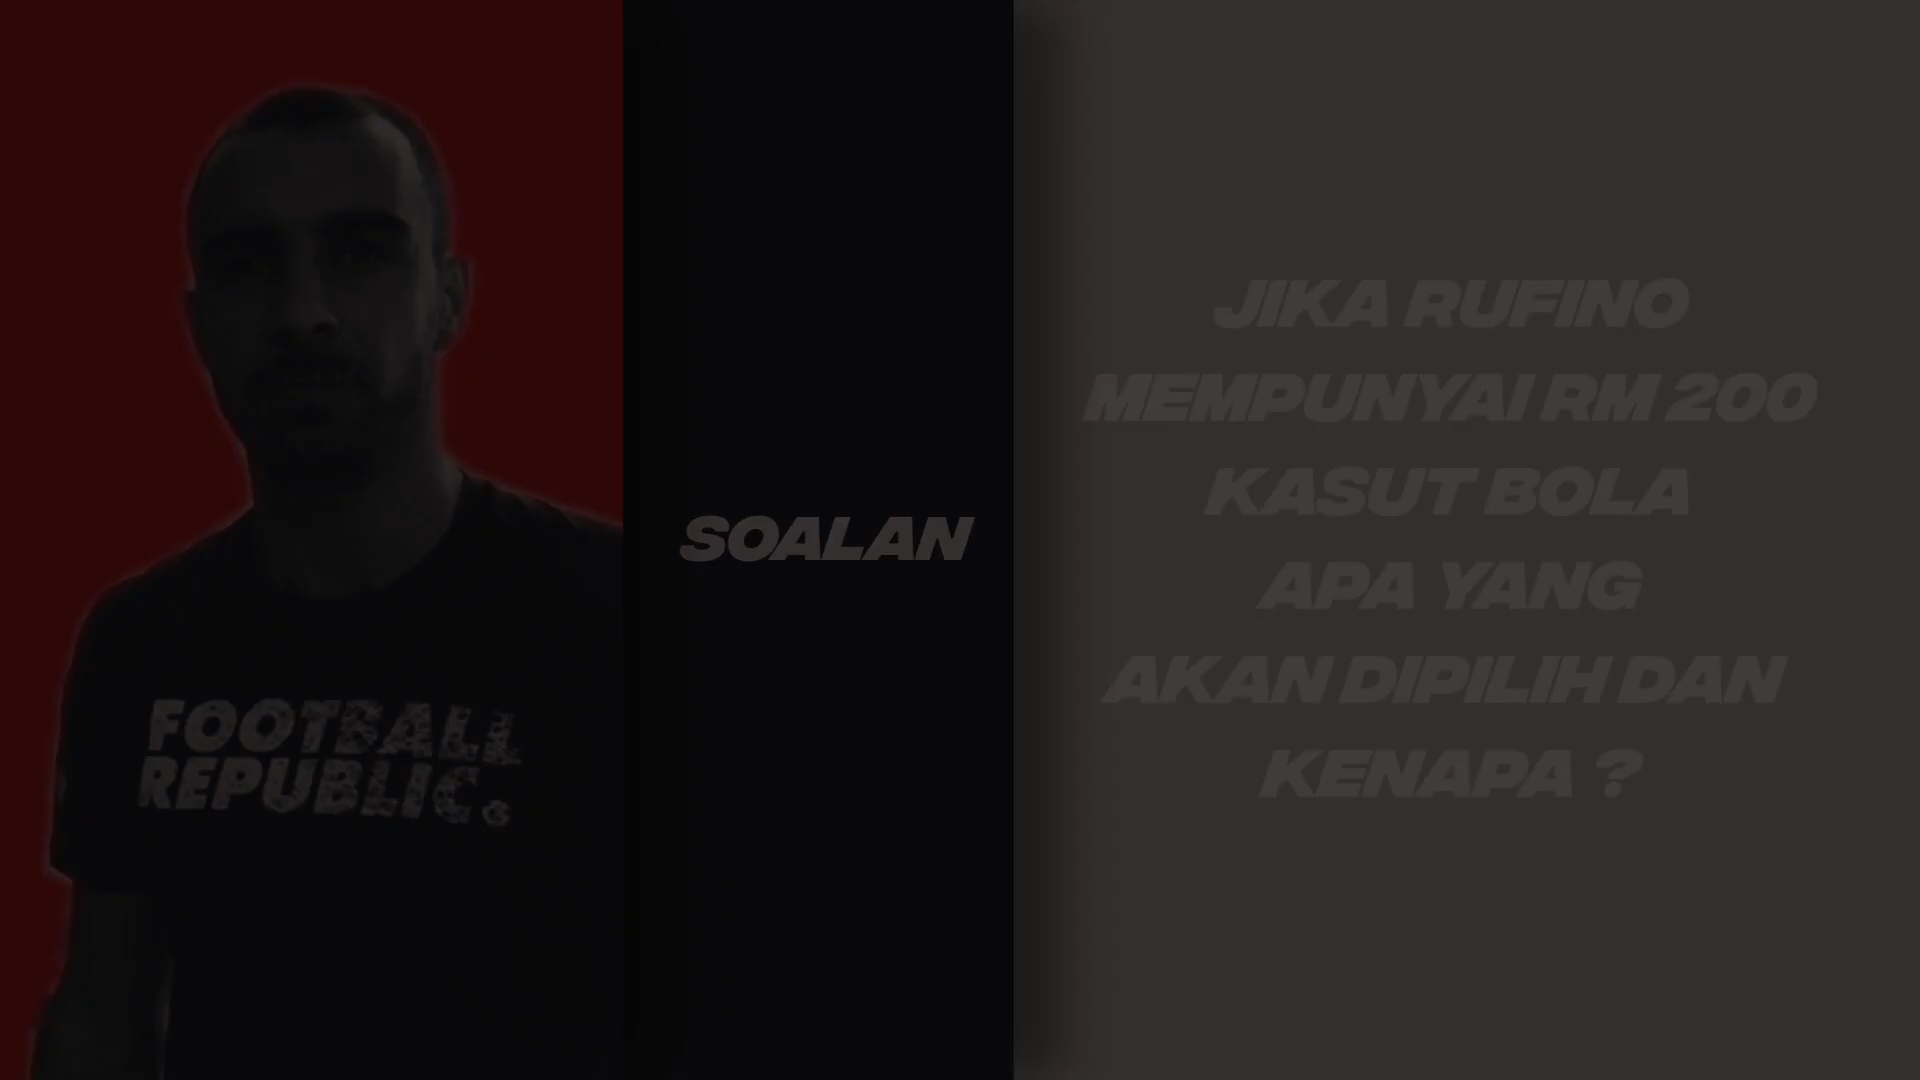 FOOTBALL
REPUBLIC.
SOALAN
JIKA RUFINO
MEMPUNYAI RM 200
KASUT BOLA
APA YANG
AKAN DIPILIH DAN
KENAPA ?